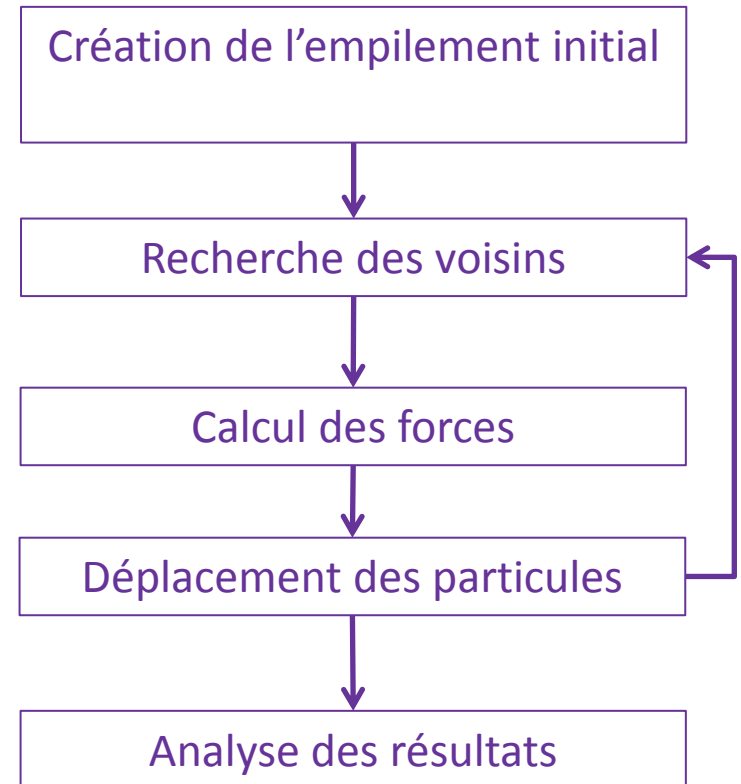 Création de l’empilement initial
Recherche des voisins
Calcul des forces
Déplacement des particules
Analyse des résultats